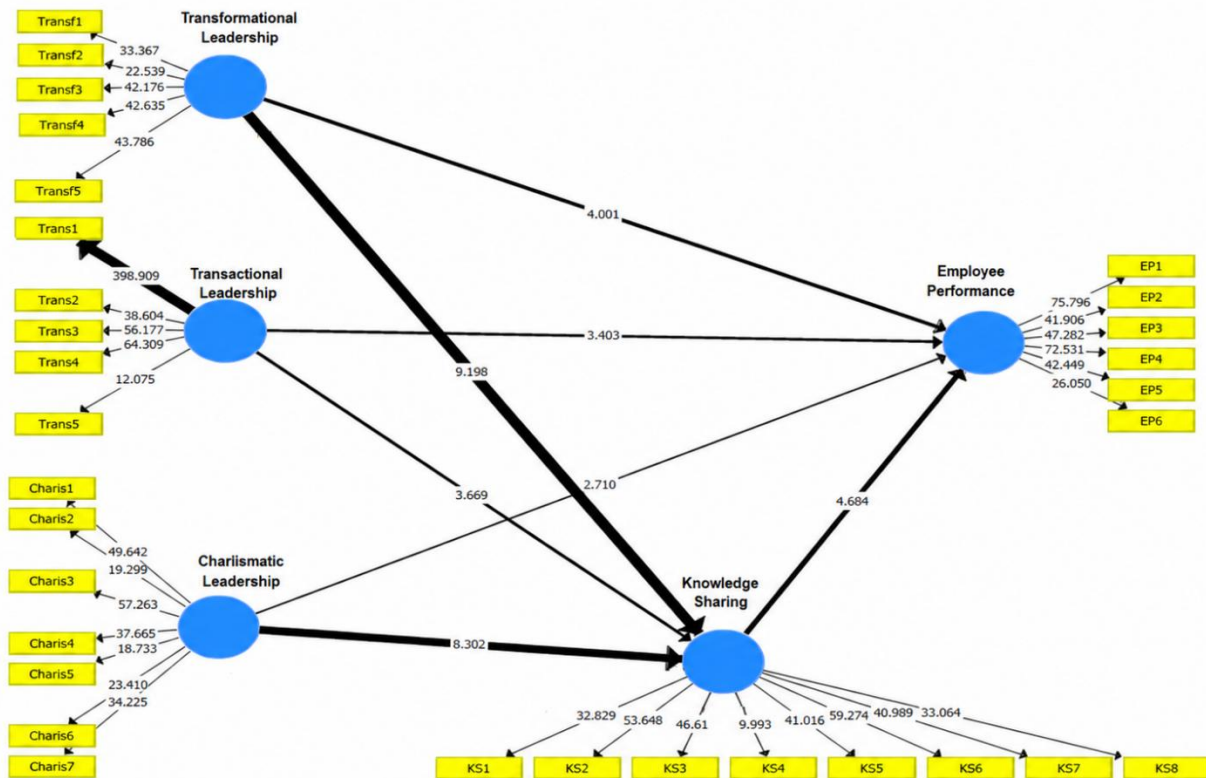 Transf1
Transf2
Transf3
Transf4
Transf5
33.367
22.539
42.176
42.635
43.786
Transformational
Leadership
Trans1
Trans2
Trans3
Trans4
Trans5
398.909
38.604
56.177
64.309
12.075
Transactional
Leadership
Charis1
Charis2
Charis3
Charis4
Charis5
Charis6
Charis7
49.642
19.299
57.263
37.665
18.733
23.410
34.225
Charlismatic
Leadership
4.001
3.403
9.198
2.710
3.669
8.302
4.684
Employee
Performance
75.796
41.906
47.282
72.531
42.449
26.050
EP1
EP2
EP3
EP4
EP5
EP6
Knowledge
Sharing
32.829
53.648
46.61
9.993
41.016
59.274
40.989
33.064
KS1
KS2
KS3
KS4
KS5
KS6
KS7
KS8